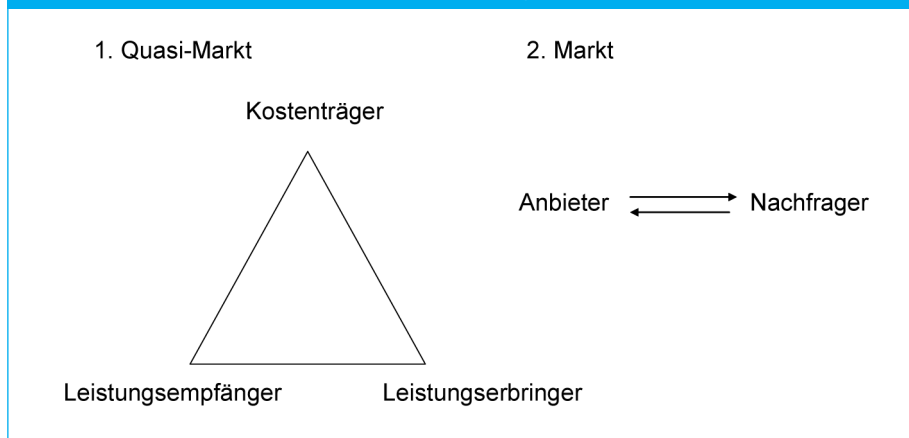 1. Quasi-Markt
2. Markt
Kostenträger
Anbieter
Nachfrager
Leistungsempfänger
Leistungserbringer